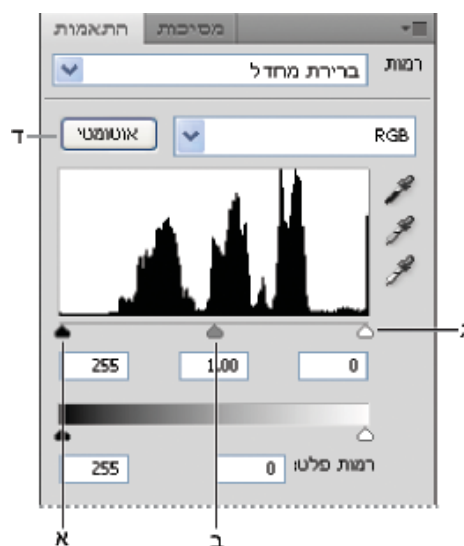 התאמות מסיכות
רמות ברירת מחדל
ד אוטומטי RGB
ג
255 1.00 0
255 0 רמות פלט:
א ב